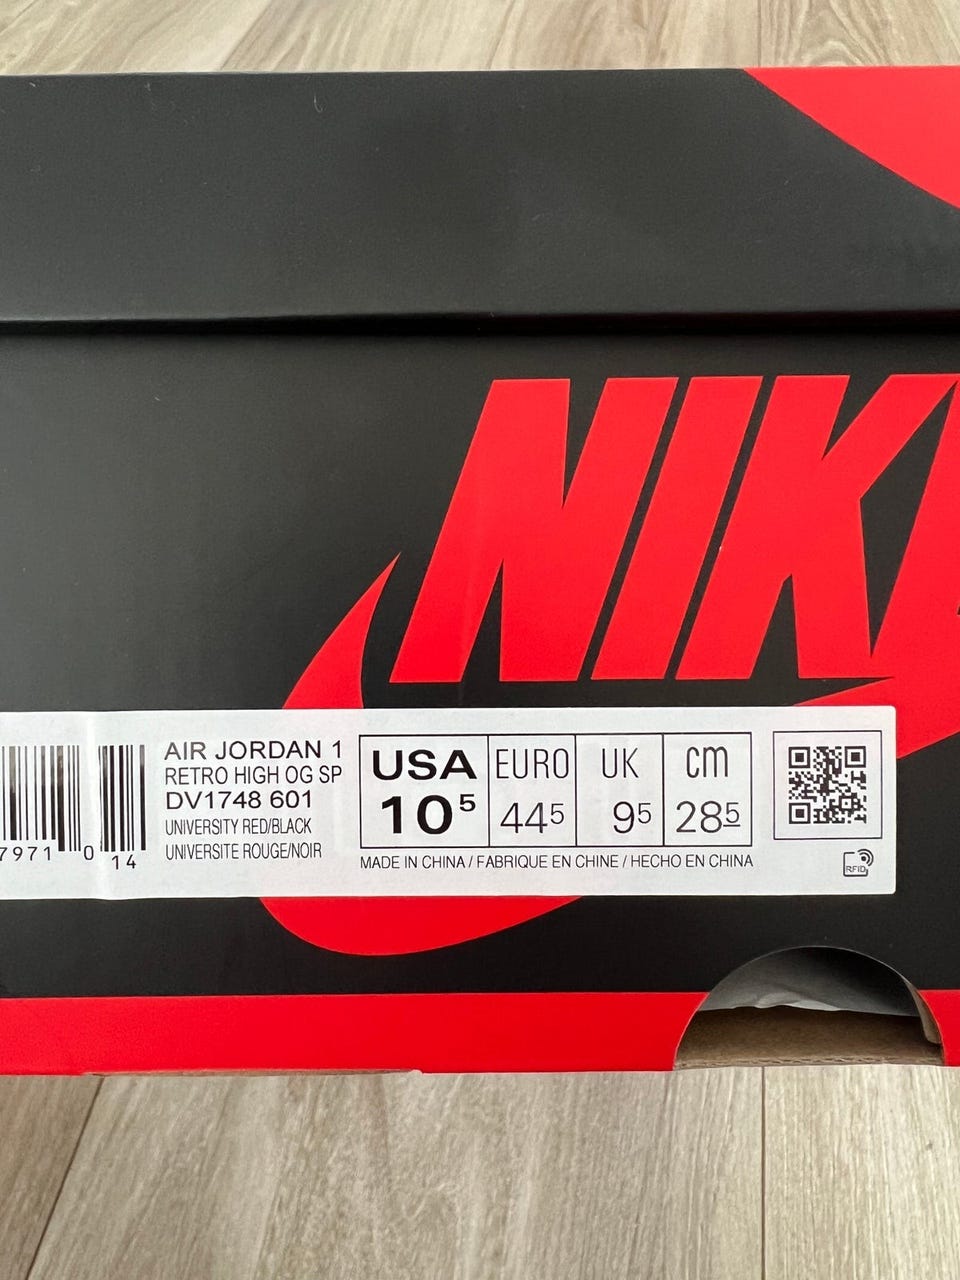 NIKE
AIR JORDAN 1
RETRO HIGH OG SP
DV1748 601
UNIVERSITY RED/BLACK
UNIVERSITE ROUGE/NOIR
USA EURO UK cm
10⁵ 44⁵ 9⁵ 28⁵
MADE IN CHINA / FABRIQUE EN CHINE / HECHO EN CHINA
7971 0 14
RFID